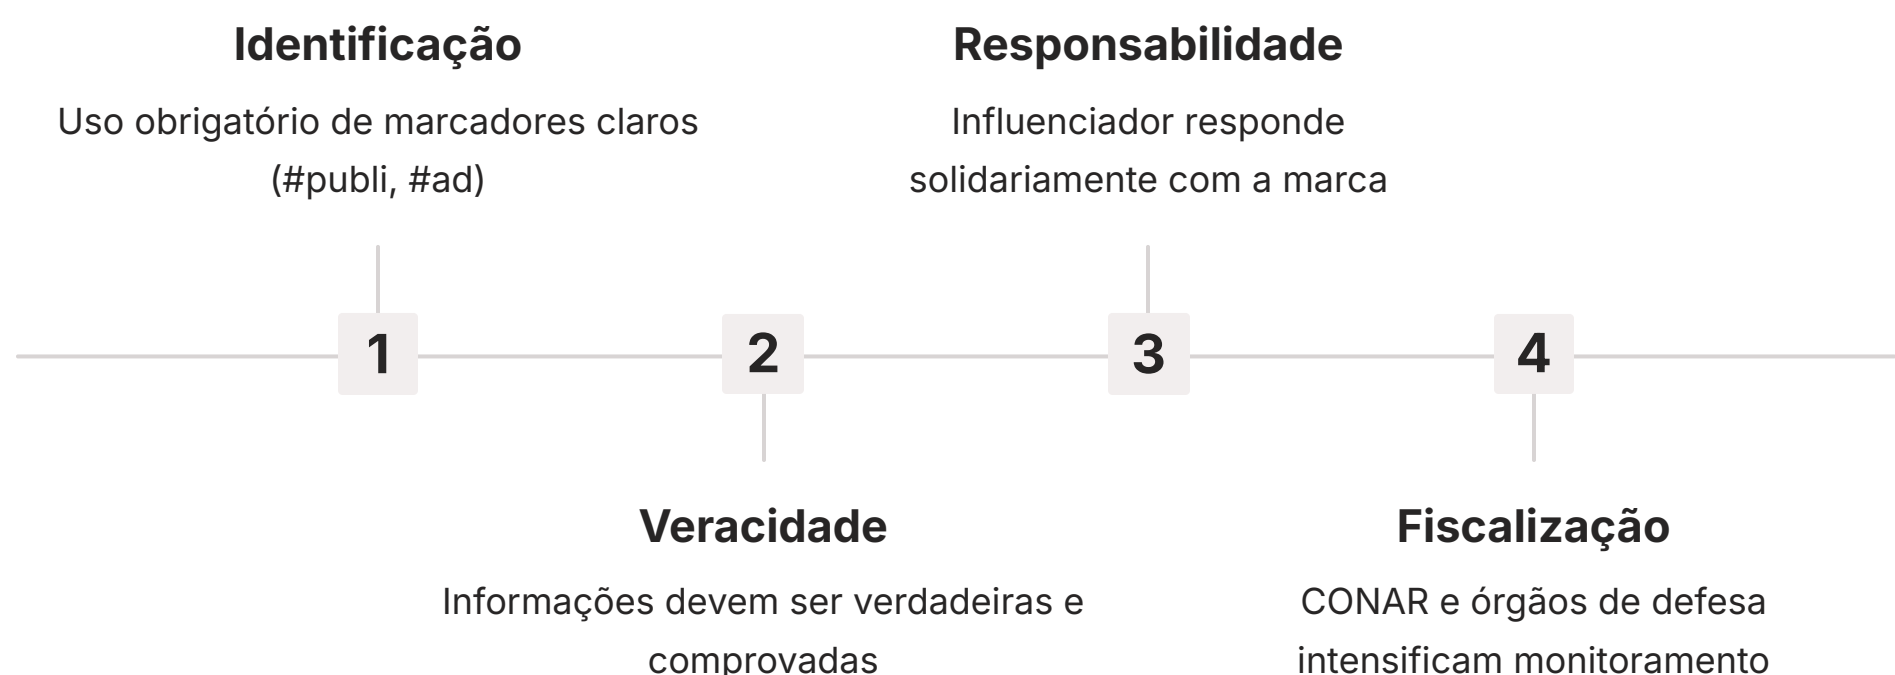 Identificação
Uso obrigatório de marcadores claros
(#publi, #ad)
Responsabilidade
Influenciador responde
solidariamente com a marca
1
2
3
4
Veracidade
Informações devem ser verdadeiras e
comprovadas
Fiscalização
CONAR e órgãos de defesa
intensificam monitoramento